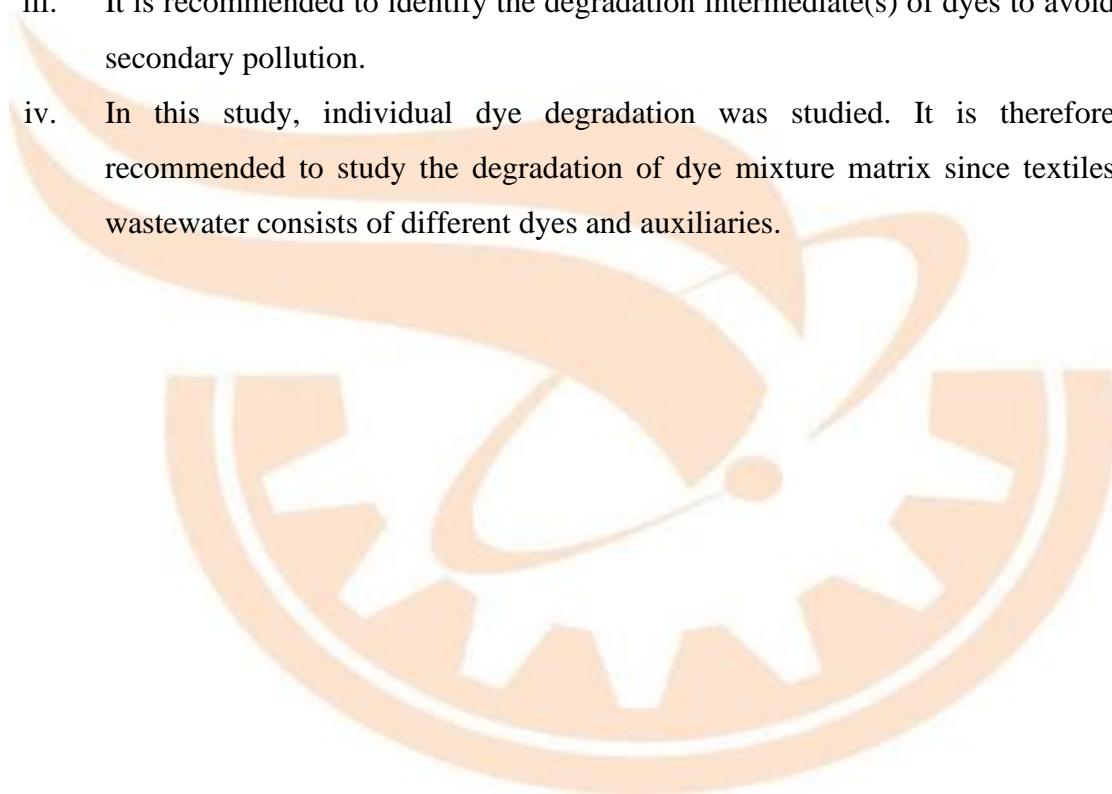 iii. It is recommended to identify the degradation intermediate(s) of dyes to avoid
secondary pollution.
iv. In this study, individual dye degradation was studied. It is therefore
recommended to study the degradation of dye mixture matrix since textiles
wastewater consists of different dyes and auxiliaries.